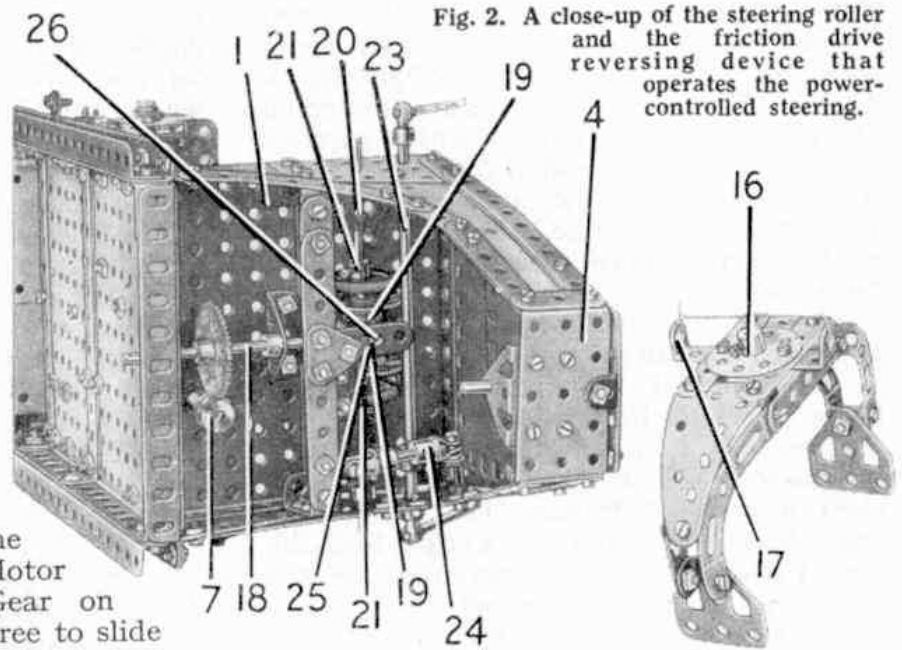 Fig. 2. A close-up of the steering roller
and the friction drive
reversing device that
operates the power-
controlled steering.
26
1 21 20 23
19
4
16
17
7 18 25 21 19 24
Motor
Gear on
ree to slide